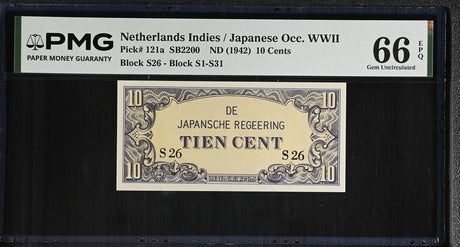 PMG
PAPER MONEY GUARANTY
Netherlands Indies / Japanese Occ. WWII
Pick# 121a SB2200 ND (1942) 10 Cents
Block S26 - Block S1-S31
66 EPQ
Gem Uncirculated
10 10
DE
JAPANSCHE REGEERING
TIEN CENT
S 26 S 26
10 10